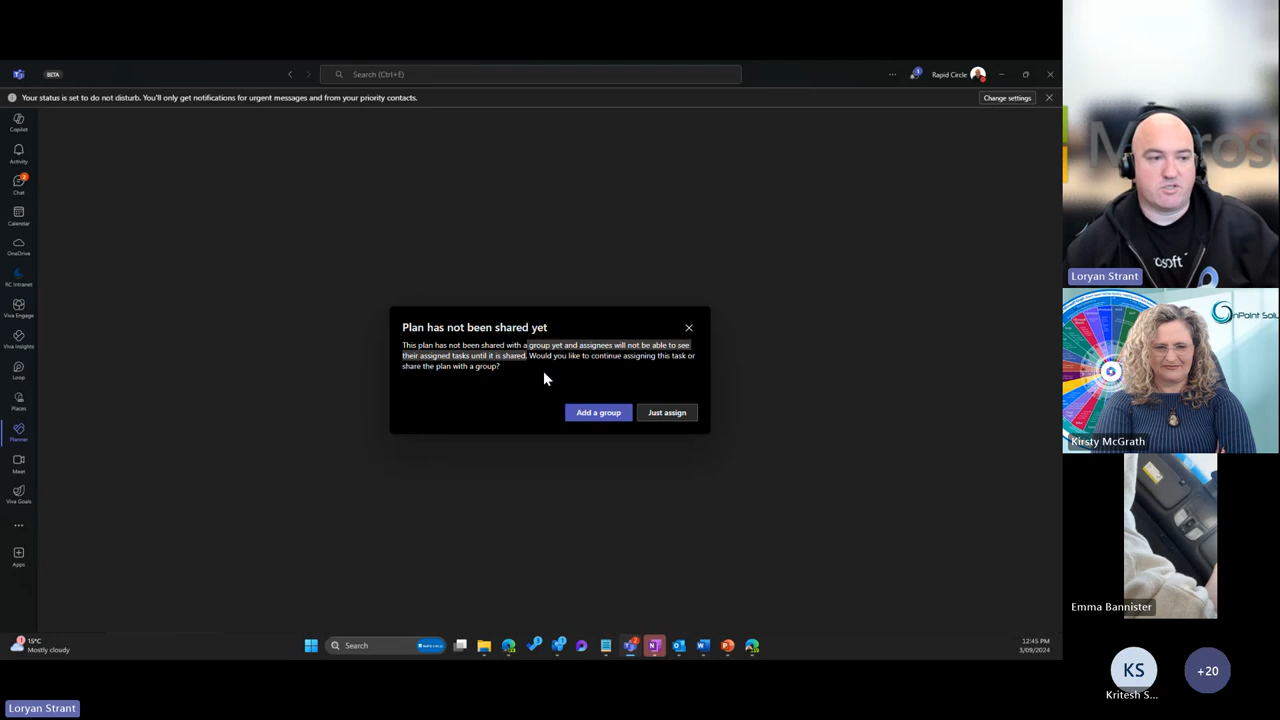 BETA
Search (Ctrl+E)
1
Rapid Circle
Your status is set to do not disturb. You'll only get notifications for urgent messages and from your priority contacts.
Change settings
Copilot
Activity
2
Chat
Calendar
OneDrive
RC Intranet
Viva Engage
Viva Insights
Loop
Places
Planner
Meet
Viva Goals
Apps
Plan has not been shared yet
This plan has not been shared with a group yet and assignees will not be able to see
their assigned tasks until it is shared. Would you like to continue assigning this task or
share the plan with a group?
Add a group
Just assign
1
15°C
Mostly cloudy
Search
RAPID CIRCLE
12:45 PM
3/09/2024
Loryan Strant
Kirsty McGrath
Emma Bannister
KS
Kritesh S...
+20
Loryan Strant